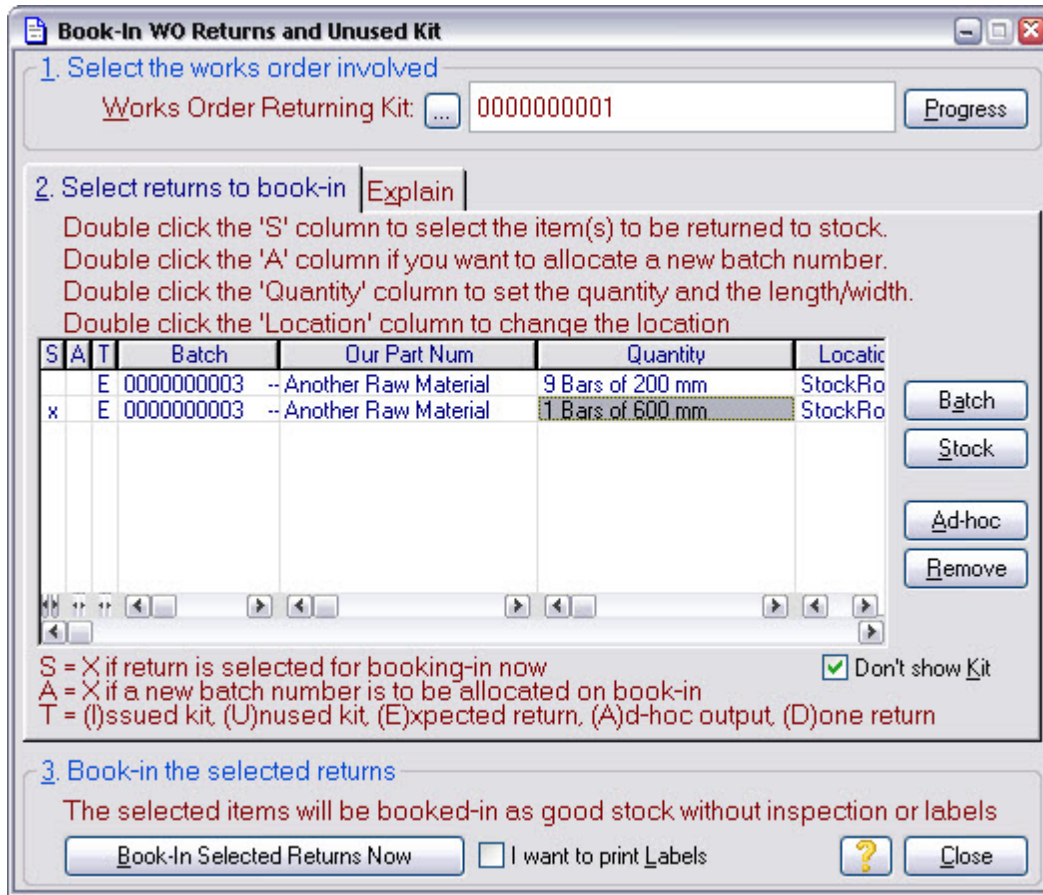 Book-In WO Returns and Unused Kit
1. Select the works order involved
Works Order Returning Kit: ... 0000000001 Progress
2. Select returns to book-in Explain
Double click the 'S' column to select the item(s) to be returned to stock.
Double click the 'A' column if you want to allocate a new batch number.
Double click the 'Quantity' column to set the quantity and the length/width.
Double click the 'Location' column to change the location
S A T Batch Our Part Num Quantity Locatio
E 0000000003 -- Another Raw Material 9 Bars of 200 mm StockRo
x E 0000000003 -- Another Raw Material 1 Bars of 600 mm StockRo
Batch
Stock
Ad-hoc
Remove
S = X if return is selected for booking-in now
Don't show Kit
A = X if a new batch number is to be allocated on book-in
T = (I)ssued kit, (U)nused kit, (E)xpected return, (A)d-hoc output, (D)one return
3. Book-in the selected returns
The selected items will be booked-in as good stock without inspection or labels
Book-In Selected Returns Now I want to print Labels ? Close